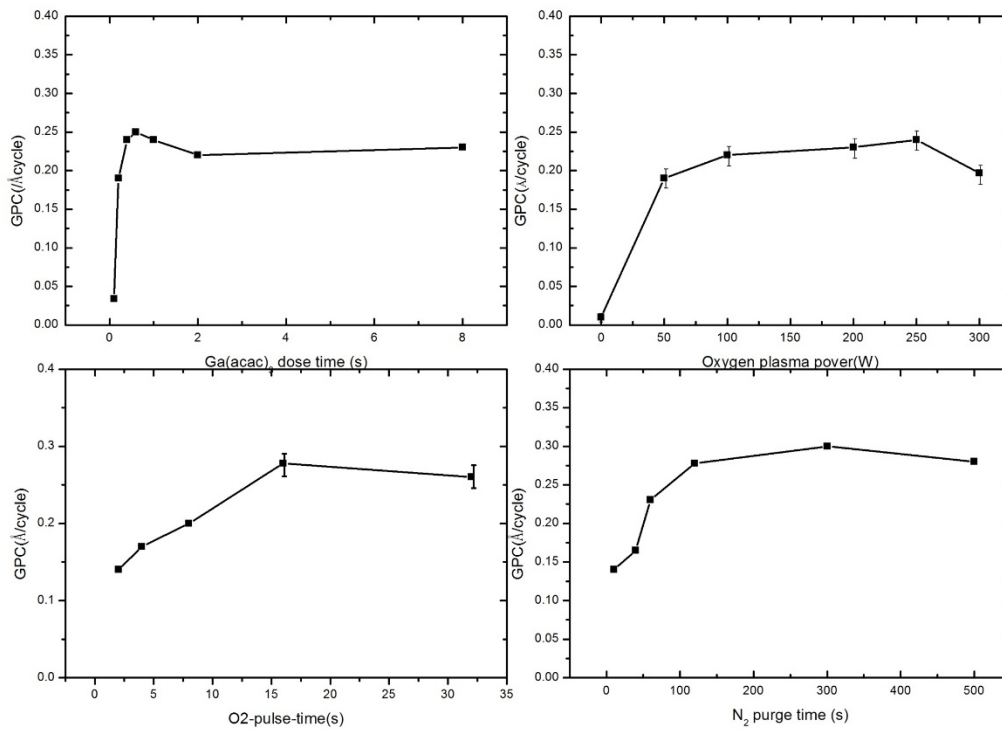 0.40
0.35
0.30
0.25
0.20
0.15
0.10
0.05
0.00
GPC(/Åcycle)
0 2 4 6 8
Ga(acac)3 dose time (s)
0.40
0.35
0.30
0.25
0.20
0.15
0.10
0.05
0.00
GPC(Å/cycle)
0 50 100 150 200 250 300
Oxygen plasma pover(W)
0.4
0.3
0.2
0.1
0.0
GPC(Å/cycle)
0 5 10 15 20 25 30 35
O2-pulse-time(s)
0.40
0.35
0.30
0.25
0.20
0.15
0.10
0.05
0.00
GPC(Å/cycle)
0 100 200 300 400 500
N2 purge time (s)